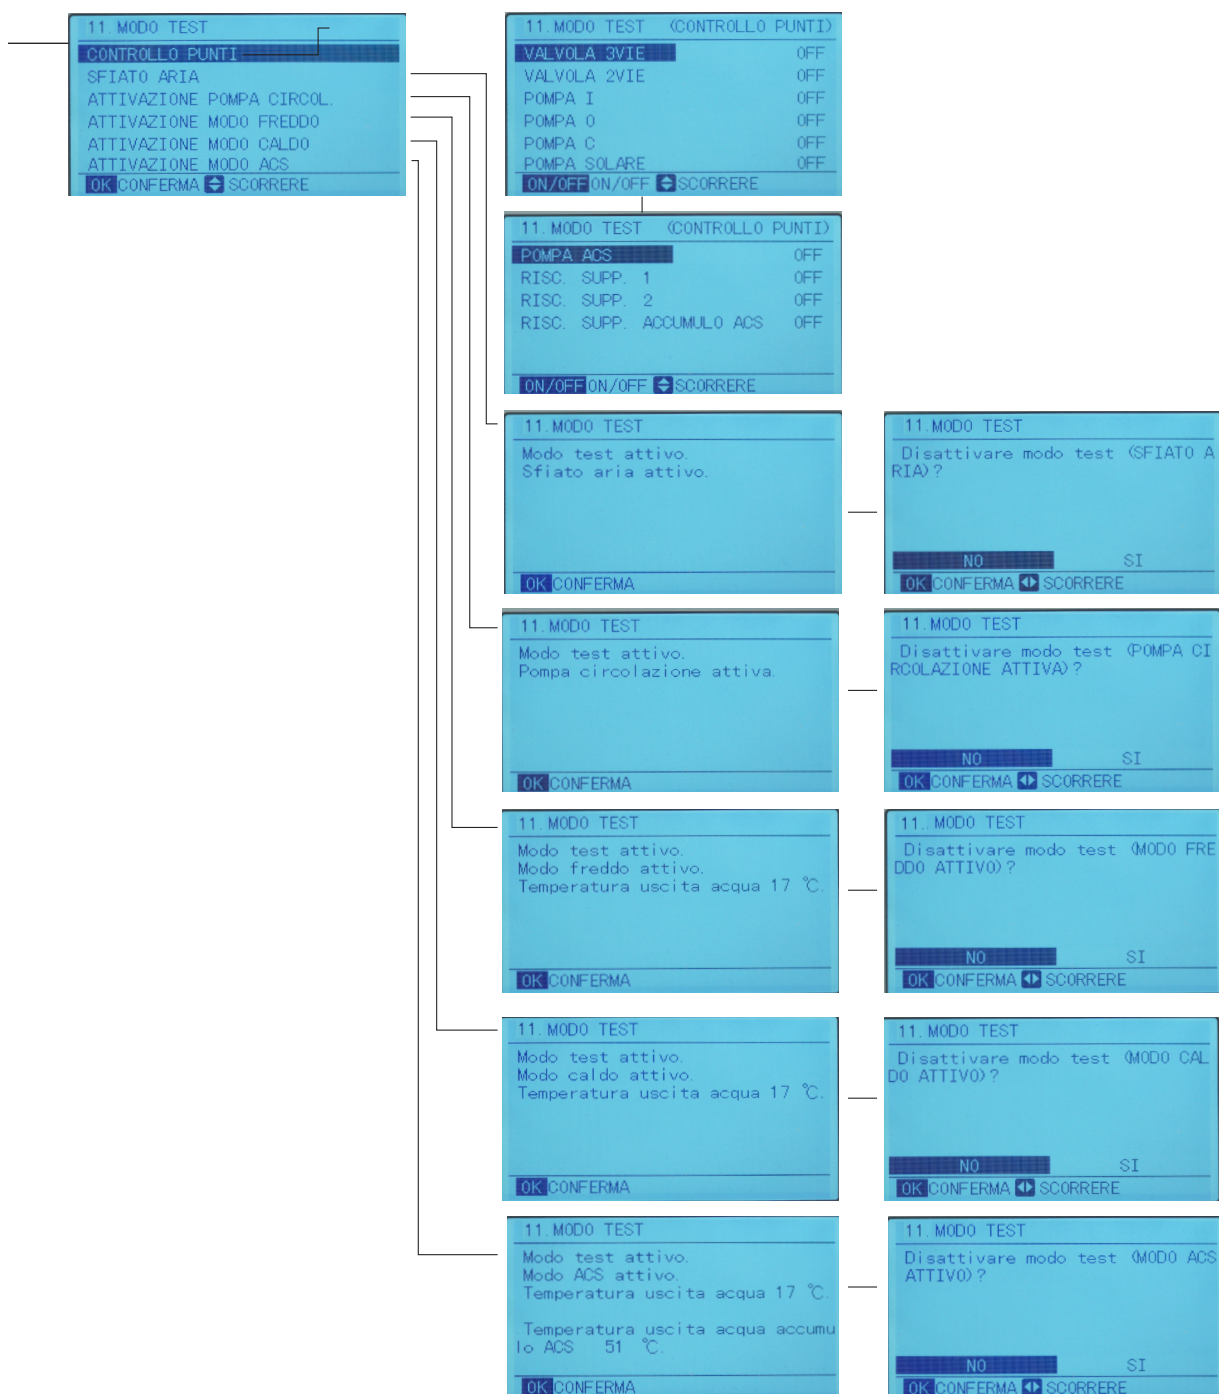 11. MODO TEST
CONTROLLO PUNTI
SFIATO ARIA
ATTIVAZIONE POMPA CIRCOL.
ATTIVAZIONE MODO FREDDO
ATTIVAZIONE MODO CALDO
ATTIVAZIONE MODO ACS
OK CONFERMA SCORRERE
11. MODO TEST (CONTROLLO PUNTI)
VALVOLA 3VIE OFF
VALVOLA 2VIE OFF
POMPA I OFF
POMPA O OFF
POMPA C OFF
POMPA SOLARE OFF
ON/OFF ON/OFF SCORRERE
11. MODO TEST (CONTROLLO PUNTI)
POMPA ACS OFF
RISC. SUPP. 1 OFF
RISC. SUPP. 2 OFF
RISC. SUPP. ACCUMULO ACS OFF
ON/OFF ON/OFF SCORRERE
11. MODO TEST
Modo test attivo.
Sfiato aria attivo.
OK CONFERMA
11. MODO TEST
Disattivare modo test (SFIATO A
RIA)?
NO SI
OK CONFERMA SCORRERE
11. MODO TEST
Modo test attivo.
Pompa circolazione attiva.
OK CONFERMA
11. MODO TEST
Disattivare modo test (POMPA CI
RCOLAZIONE ATTIVA)?
NO SI
OK CONFERMA SCORRERE
11. MODO TEST
Modo test attivo.
Modo freddo attivo.
Temperatura uscita acqua 17 °C.
OK CONFERMA
11. MODO TEST
Disattivare modo test (MODO FRE
DDO ATTIVO)?
NO SI
OK CONFERMA SCORRERE
11. MODO TEST
Modo test attivo.
Modo caldo attivo.
Temperatura uscita acqua 17 °C.
OK CONFERMA
11. MODO TEST
Disattivare modo test (MODO CAL
DO ATTIVO)?
NO SI
OK CONFERMA SCORRERE
11. MODO TEST
Modo test attivo.
Modo ACS attivo.
Temperatura uscita acqua 17 °C.
Temperatura uscita acqua accumu
lo ACS 51 °C.
OK CONFERMA
11. MODO TEST
Disattivare modo test (MODO ACS
ATTIVO)?
NO SI
OK CONFERMA SCORRERE